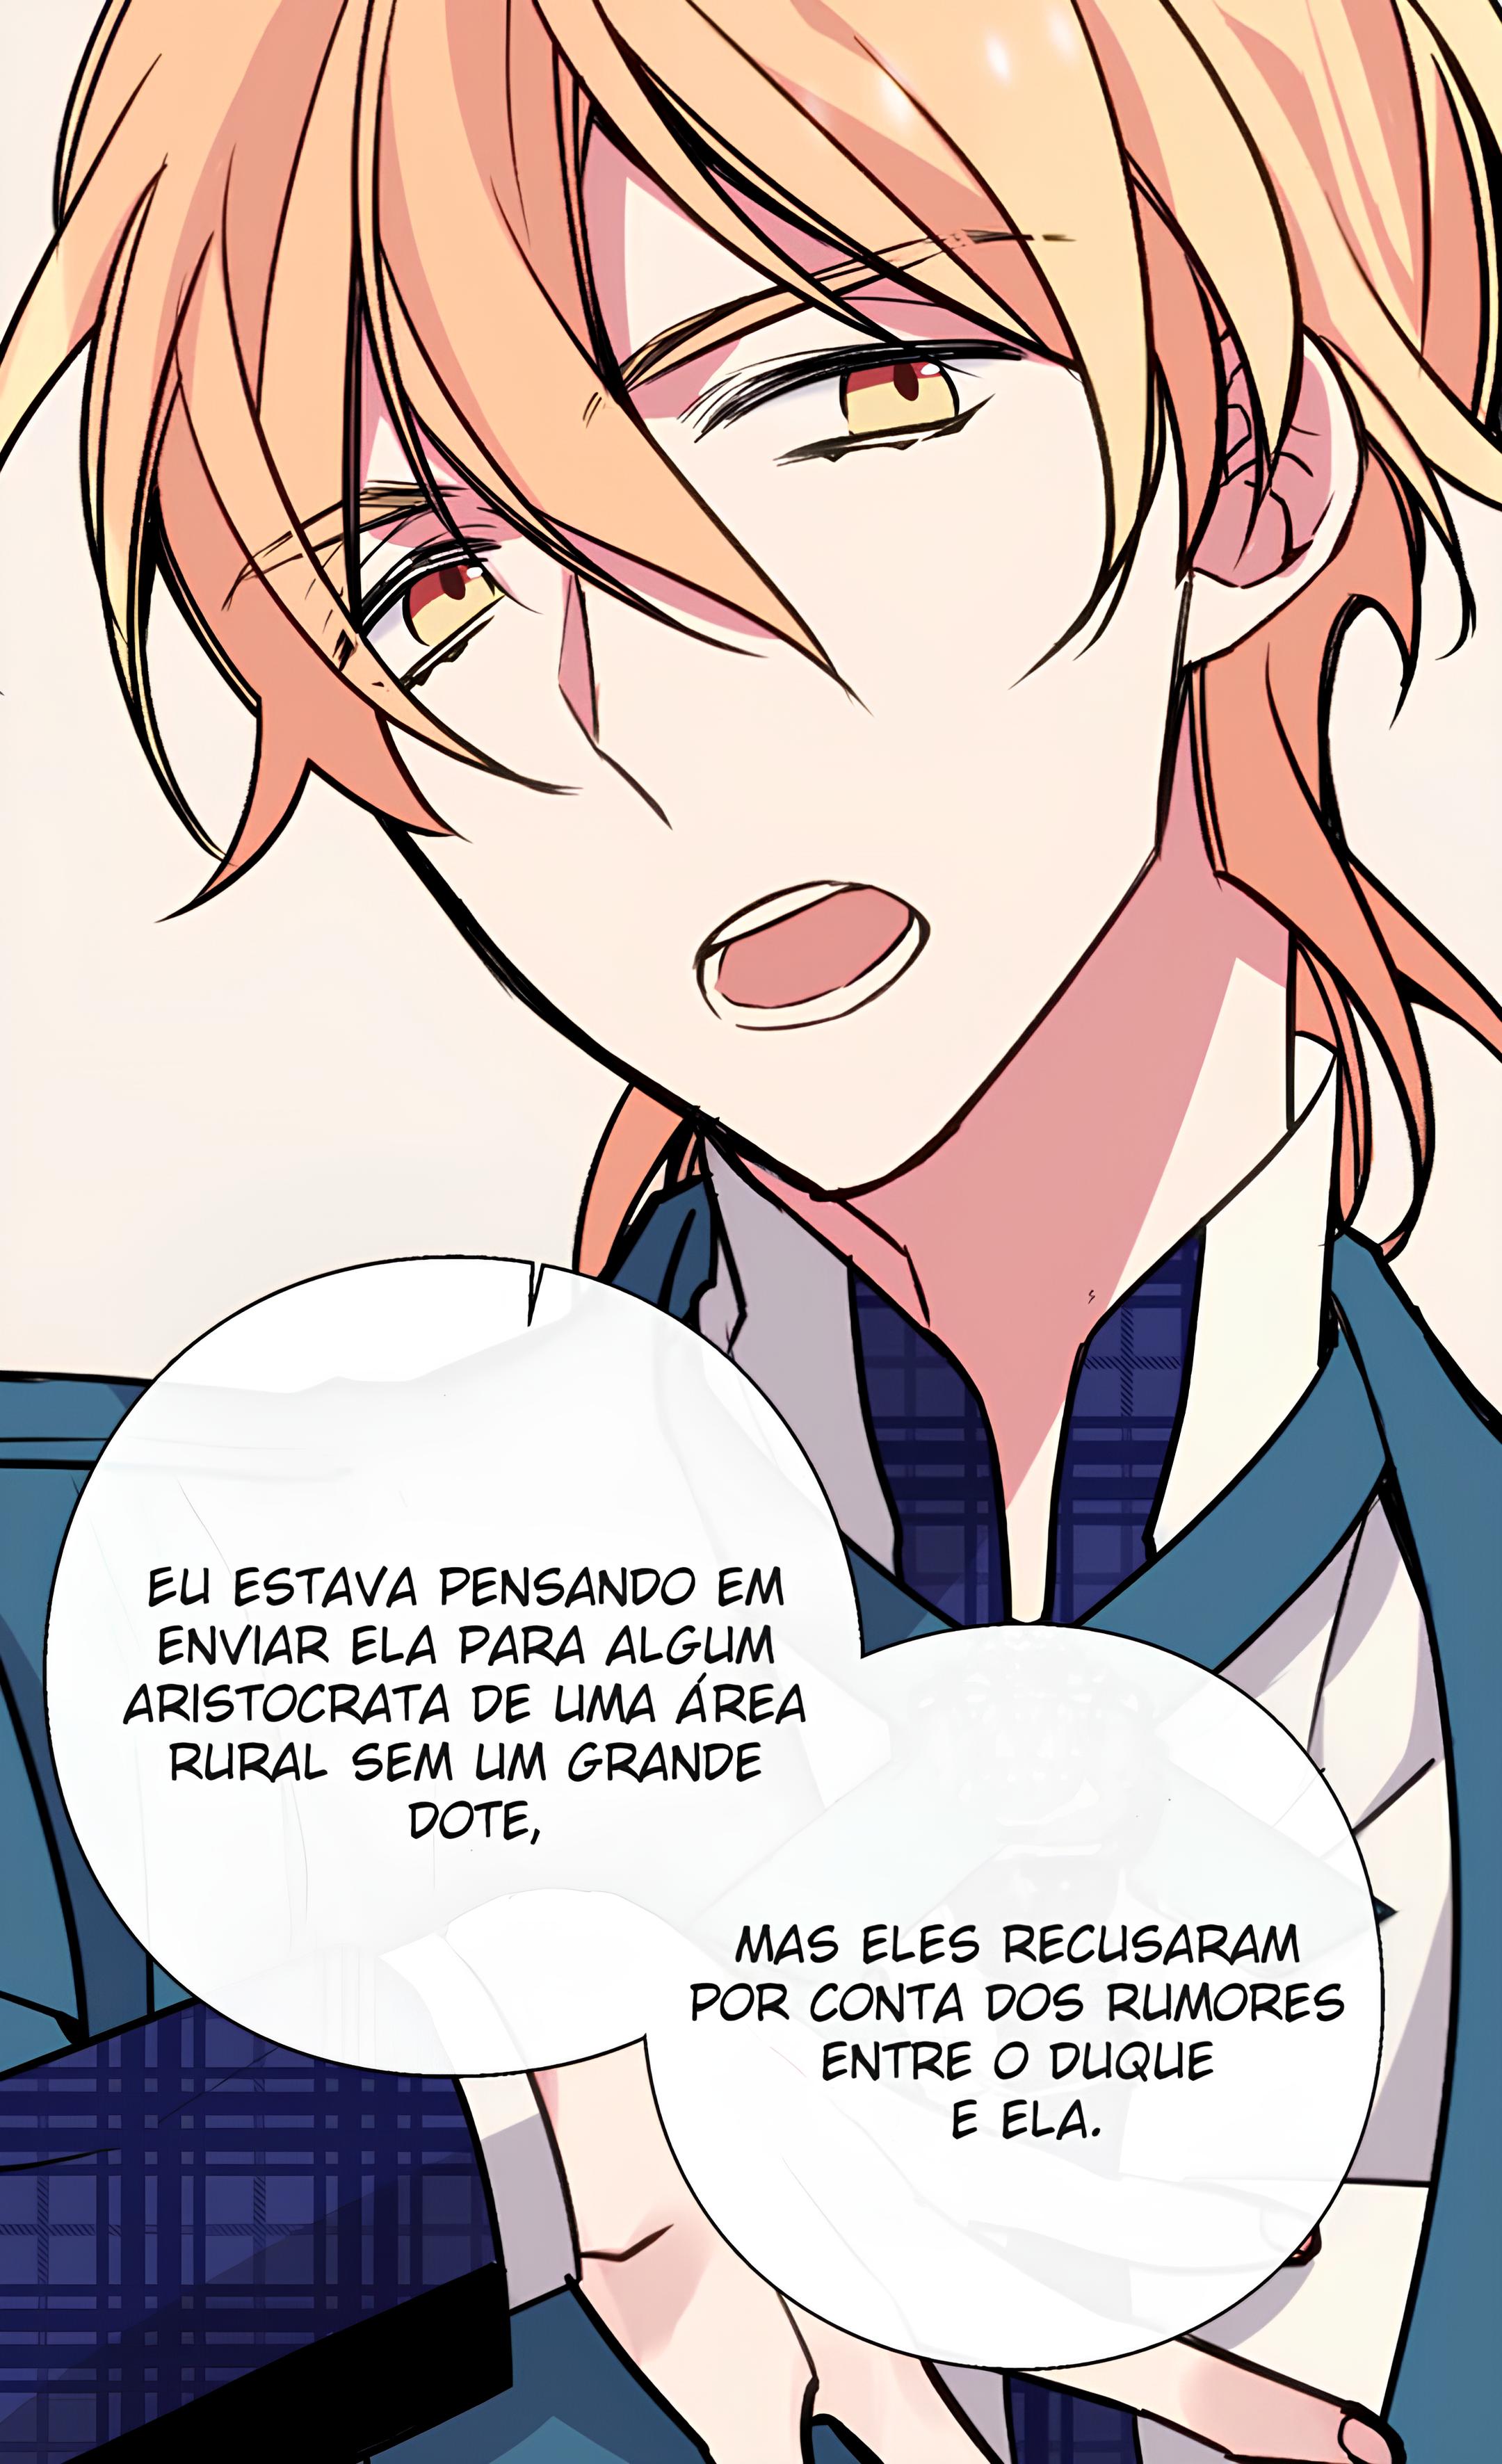 EU ESTAVA PENSANDO EM
ENVIAR ELA PARA ALGUM
ARISTOCRATA DE UMA ÁREA
RURAL SEM UM GRANDE
DOTE,
MAS ELES RECUSARAM
POR CONTA DOS RUMORES
ENTRE O DUQUE
E ELA.